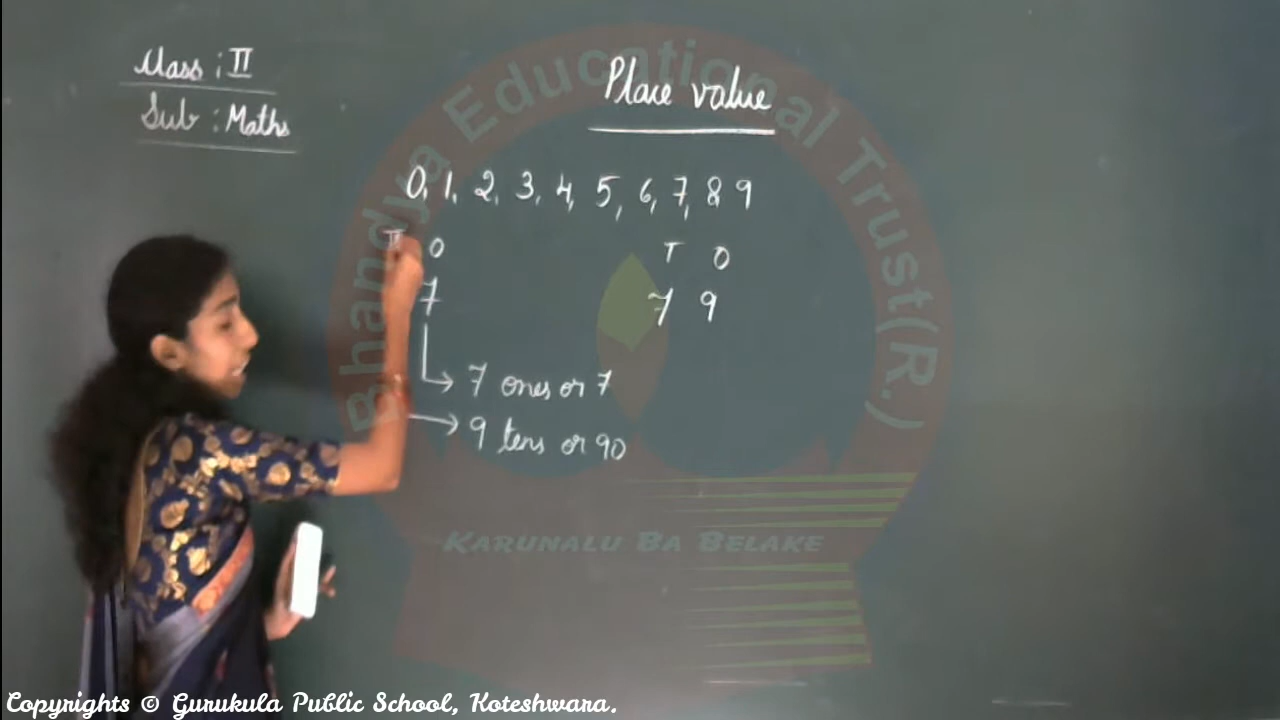 Class : II
Sub : Maths
Place value
0, 1, 2, 3, 4, 5, 6, 7, 8 9
T 0
7
T 0
7 9
7 ones or 7
9 tens or 90
Bhandya Educational Trust (R.)
KARUNALU BA BELAKE
Copyrights © Gurukula Public School, Koteshwara.